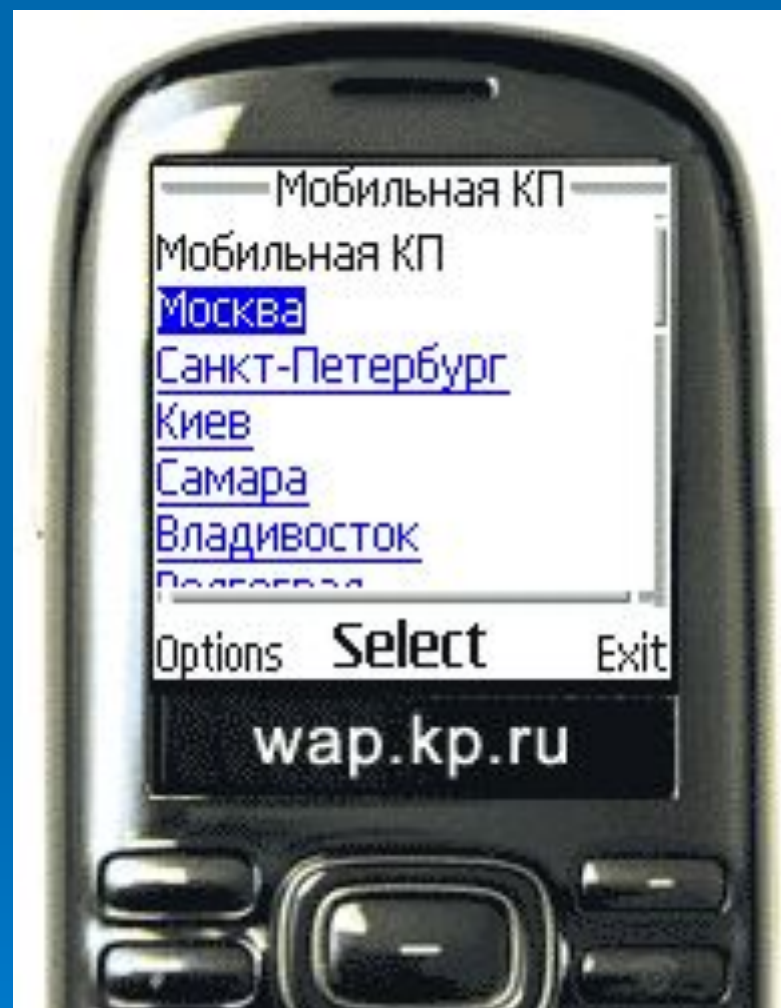 Мобильная КП
Мобильная КП
Москва
Санкт-Петербург
Киев
Самара
Владивосток
Options Select Exit
wap.kp.ru